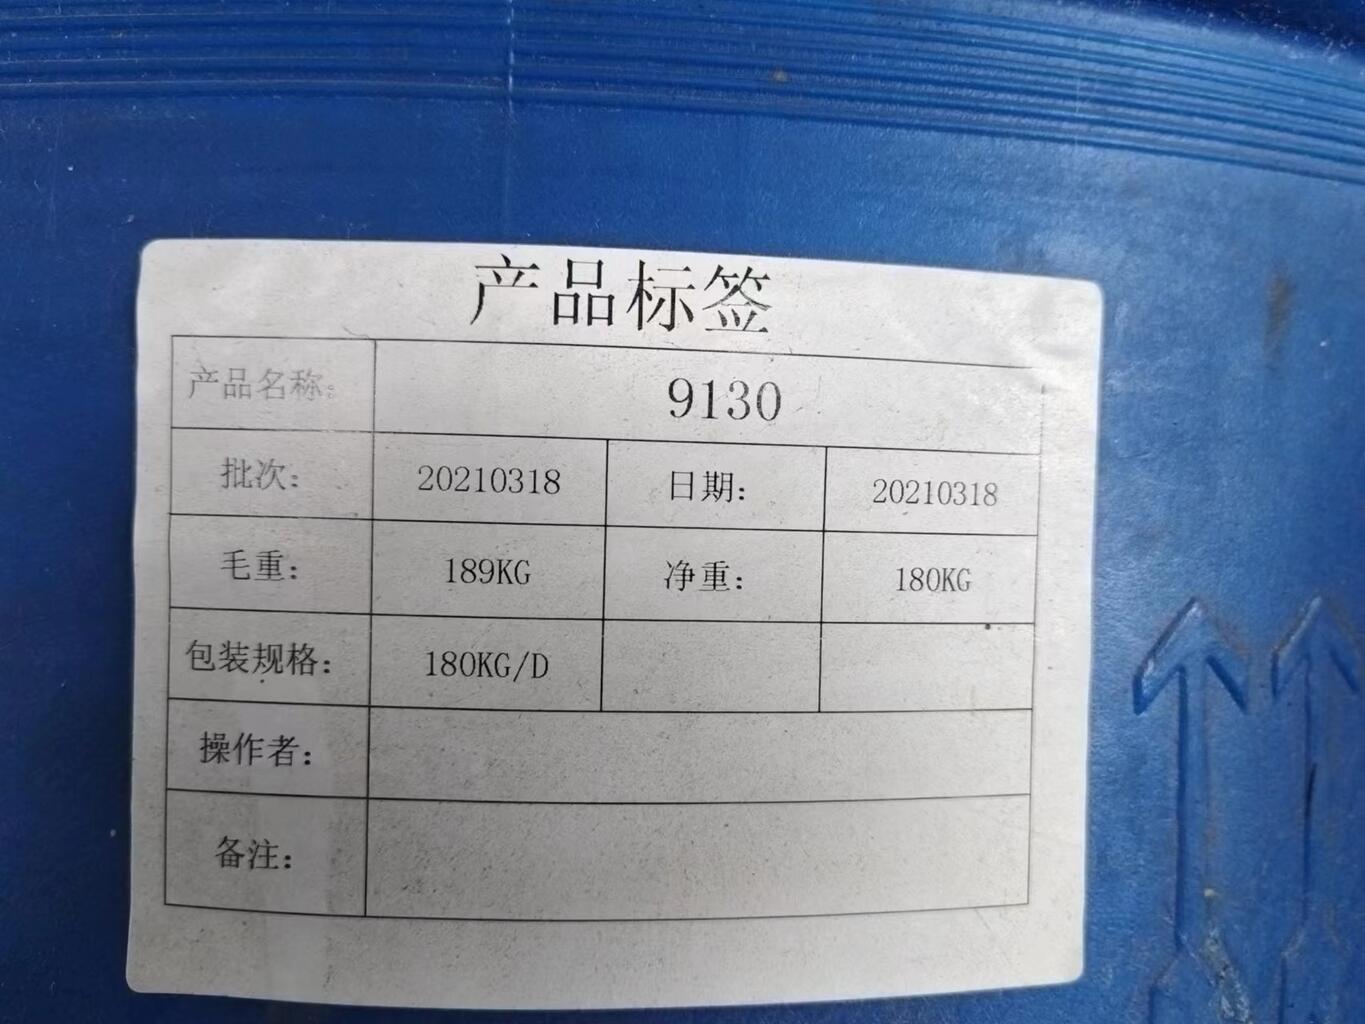 产品标签
产品名称: 9130
批次: 20210318 日期: 20210318
毛重: 189KG 净重: 180KG
包装规格: 180KG/D
操作者:
备注: